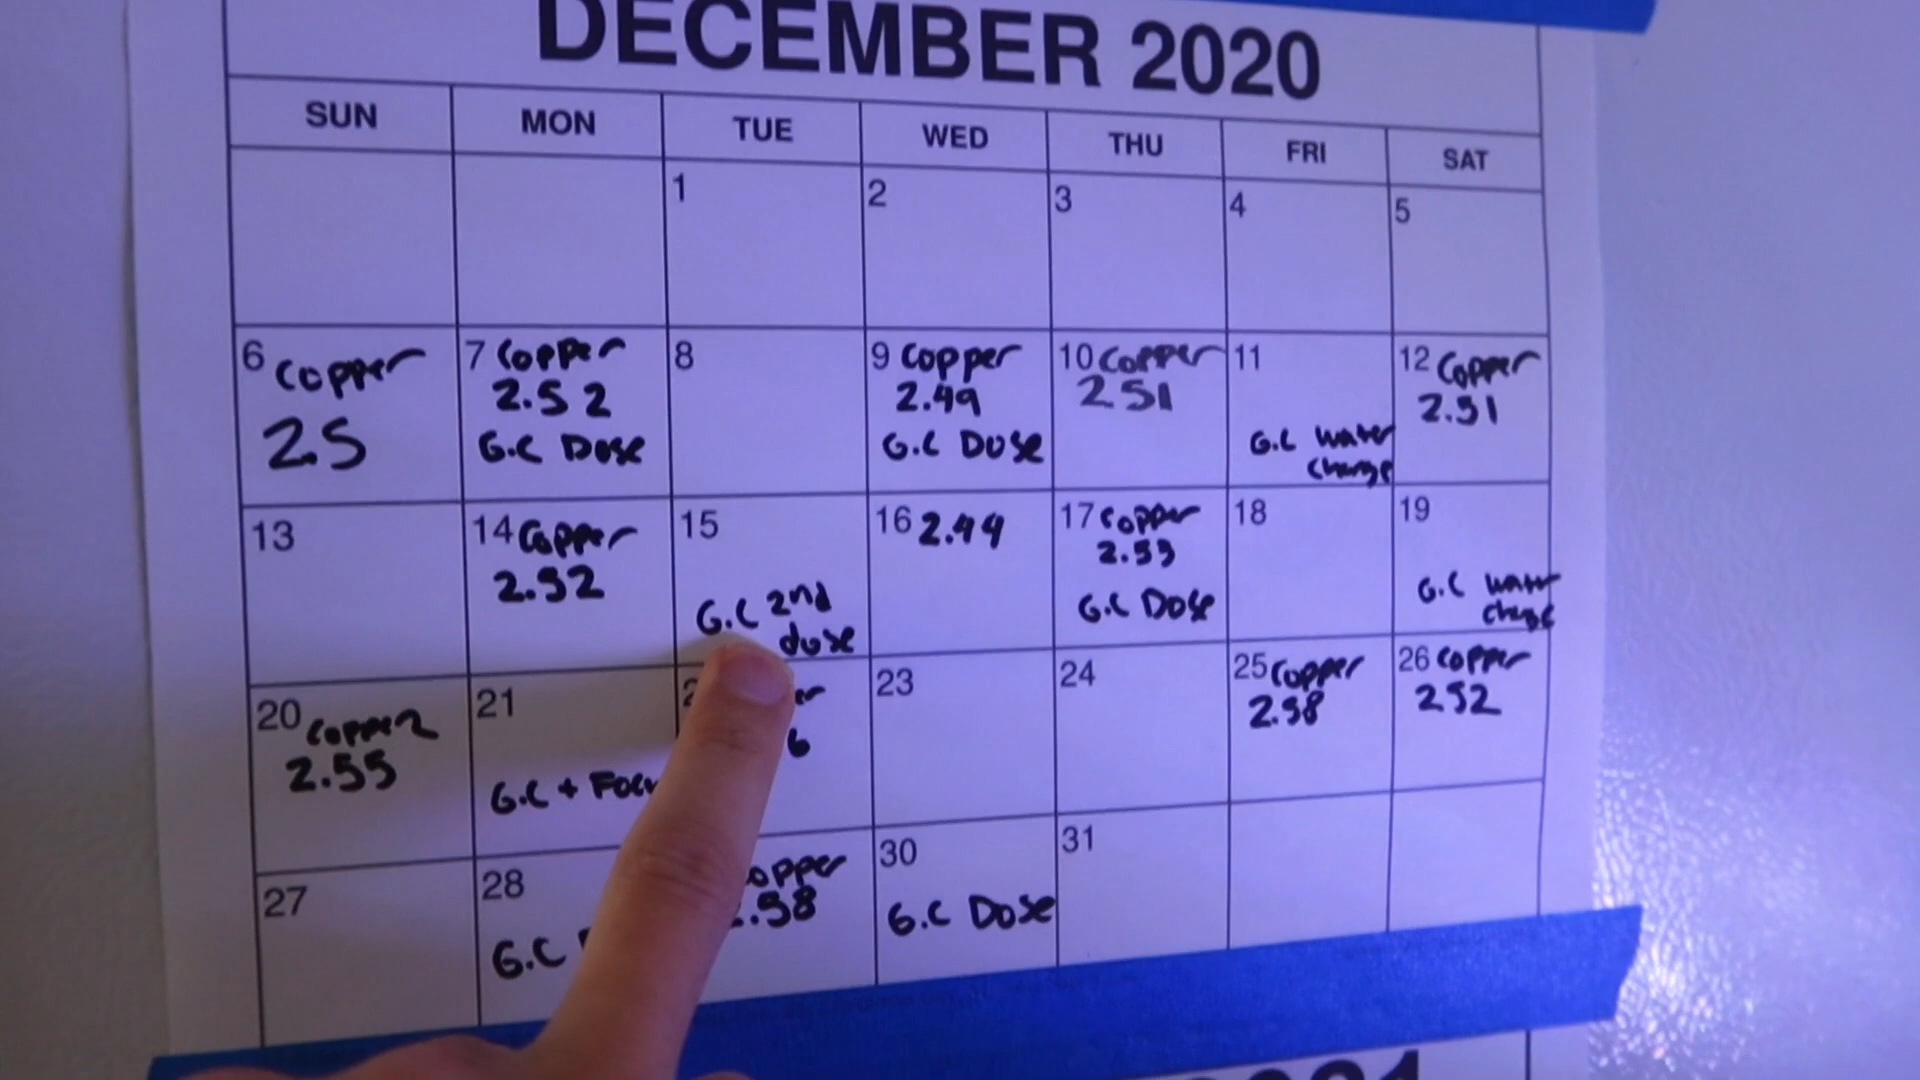 DECEMBER 2020
SUN MON TUE WED THU FRI SAT
1 2 3 4 5
6 Copper
2.5
7 Copper
2.52
G.C Dose
8
9 Copper
2.49
G.C Dose
10 Copper
2.51
11
G.C water
change
12 Copper
2.51
13
14 Copper
2.52
15
G.C 2nd
dose
16 2.49
17 Copper
2.53
G.C Dose
18
19
G.C water
change
20 Copper
2.55
21
G.C +
23
24
25 Copper
2.58
26 Copper
2.52
27
28
G.C
opper
.58
30
G.C Dose
31